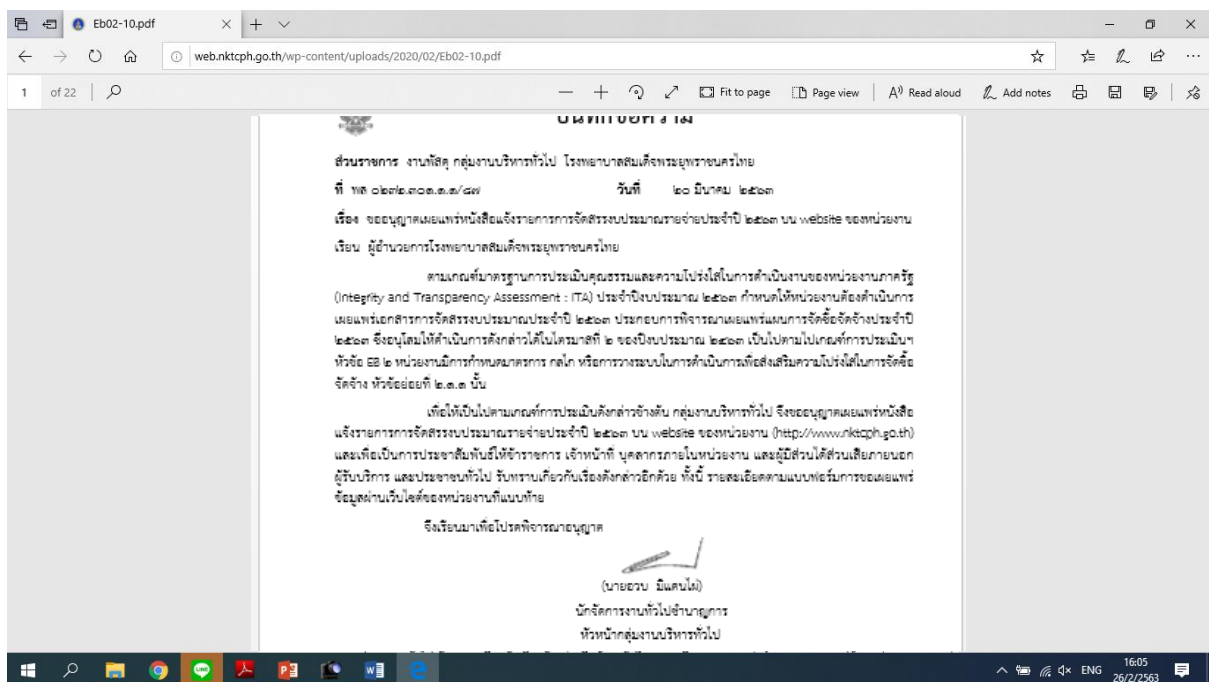 Eb02-10.pdf
web.nktcph.go.th/wp-content/uploads/2020/02/Eb02-10.pdf
1 of 22 Fit to page Page view Read aloud Add notes
บันทึกข้อความ
ส่วนราชการ งานพัสดุ กลุ่มงานบริหารทั่วไป โรงพยาบาลสมเด็จพระยุพราชนครไทย
ที่ พล ๐๒๓๒.๓๐๑.๑.๑/๘๗ วันที่ ๒๐ มีนาคม ๒๕๖๓
เรื่อง ขออนุญาตเผยแพร่หนังสือแจ้งรายการการจัดสรรงบประมาณรายจ่ายประจำปี ๒๕๖๓ บน website ของหน่วยงาน
เรียน ผู้อำนวยการโรงพยาบาลสมเด็จพระยุพราชนครไทย
ตามเกณฑ์มาตรฐานการประเมินคุณธรรมและความโปร่งใสในการดำเนินงานของหน่วยงานภาครัฐ
(Integrity and Transparency Assessment : ITA) ประจำปีงบประมาณ ๒๕๖๓ กำหนดให้หน่วยงานต้องดำเนินการ
เผยแพร่เอกสารการจัดสรรงบประมาณประจำปี ๒๕๖๓ ประกอบการพิจารณาเผยแพร่แผนการจัดซื้อจัดจ้างประจำปี
๒๕๖๓ ซึ่งอนุโลมให้ดำเนินการดังกล่าวได้ในไตรมาสที่ ๒ ของปีงบประมาณ ๒๕๖๓ เป็นไปตามไปเกณฑ์การประเมินฯ
หัวข้อ EB ๒ หน่วยงานมีการกำหนดมาตรการ กลไก หรือการวางระบบในการดำเนินการเพื่อส่งเสริมความโปร่งใสในการจัดซื้อ
จัดจ้าง หัวข้อย่อยที่ ๒.๑.๑ นั้น
เพื่อให้เป็นไปตามเกณฑ์การประเมินดังกล่าวข้างต้น กลุ่มงานบริหารทั่วไป จึงขออนุญาตเผยแพร่หนังสือ
แจ้งรายการการจัดสรรงบประมาณรายจ่ายประจำปี ๒๕๖๓ บน website ของหน่วยงาน (http://www.nktcph.go.th)
และเพื่อเป็นการประชาสัมพันธ์ให้ข้าราชการ เจ้าหน้าที่ บุคลากรภายในหน่วยงาน และผู้มีส่วนได้ส่วนเสียภายนอก
ผู้รับบริการ และประชาชนทั่วไป รับทราบเกี่ยวกับเรื่องดังกล่าวอีกด้วย ทั้งนี้ รายละเอียดตามแบบฟอร์มการขอเผยแพร่
ข้อมูลผ่านเว็บไซต์ของหน่วยงานที่แนบท้าย
จึงเรียนมาเพื่อโปรดพิจารณาอนุญาต
(นายอวบ มีแดนไผ่)
นักจัดการงานทั่วไปชำนาญการ
หัวหน้ากลุ่มงานบริหารทั่วไป
ENG 16:05
26/2/2563